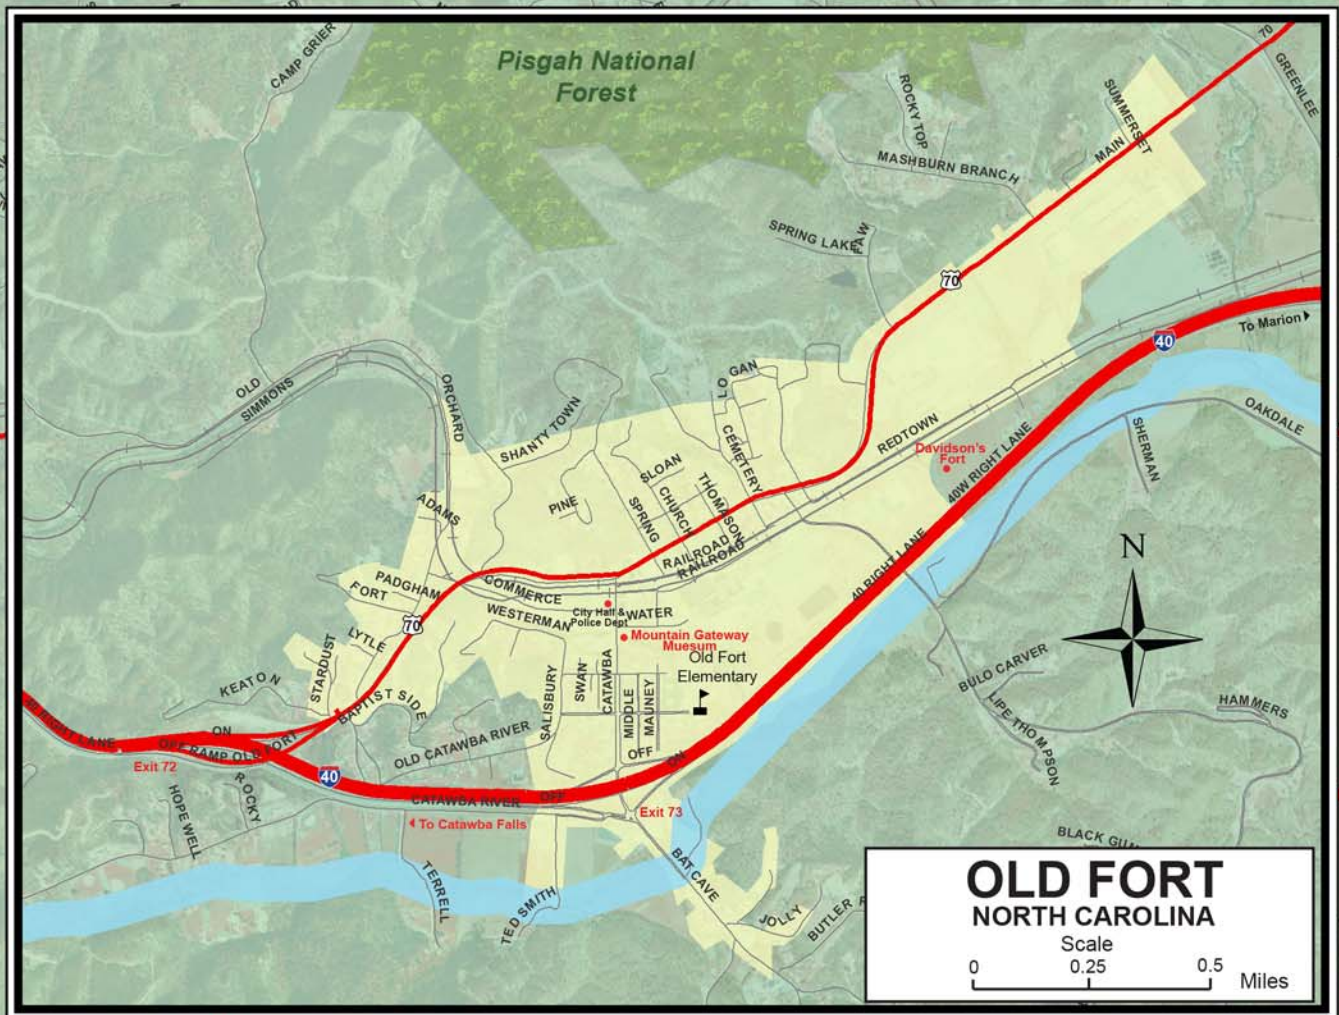 Pisgah National
Forest
CAMP GRIER
70
GREENLEE
ROCKY TOP
SUMMERSET
MAIN
MASHBURN BRANCH
SPRING LAKE
FAW
70
40
To Marion
OLD
SIMMONS
ORCHARD
SHANTY TOWN
LOGAN
CEMETERY
REDTOWN
OAKDALE
SHERMAN
Davidson's
Fort
40W RIGHT LANE
SLOAN
PINE
SPRING
CHURCH
THOMASON
ADAMS
RAILROAD
RAILROAD
40 RIGHT LANE
N
PADGHAM
FORT
COMMERCE
WESTERMAN
City Hall &
Police Dept
WATER
70
LYTLE
Mountain Gateway
Muesum
Old Fort
Elementary
STARDUST
KEATON
BAPTIST SIDE
SALISBURY
SWAN
CATAWBA
MIDDLE
MAUNEY
BULO CARVER
LIPE THOMPSON
HAMMERS
RIGHT LANE
ON
OFF RAMP OLD FORT
OLD CATAWBA RIVER
OFF
ON
Exit 72
40
CATAWBA RIVER
OFF
Exit 73
HOPEWELL
ROCKY
To Catawba Falls
TERRELL
TED SMITH
BAT CAVE
JOLLY
BUTLER
BLACK
OLD FORT
NORTH CAROLINA
Scale
0 0.25 0.5
Miles